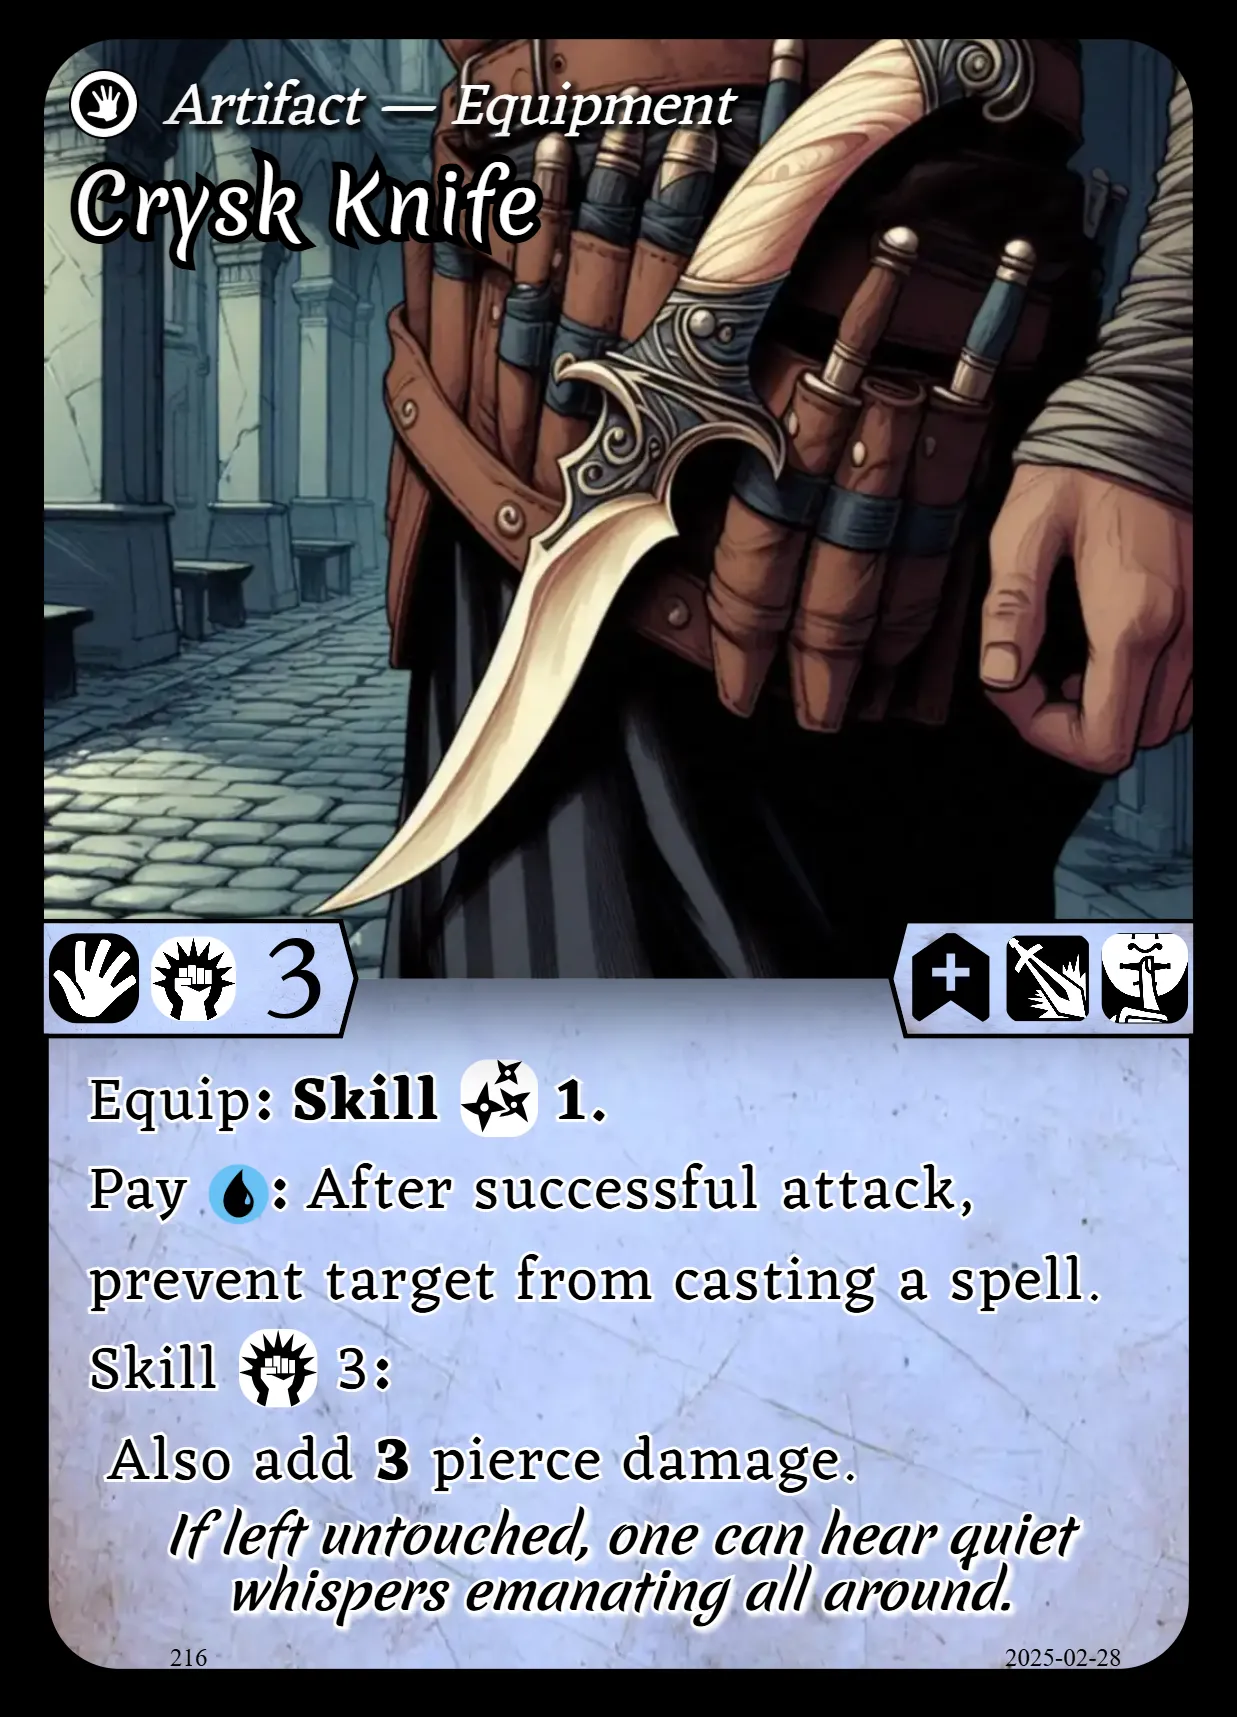 Artifact — Equipment
Crysk Knife
3
Equip: Skill 1.
Pay : After successful attack,
prevent target from casting a spell.
Skill 3:
Also add 3 pierce damage.
If left untouched, one can hear quiet
whispers emanating all around.
216
2025-02-28